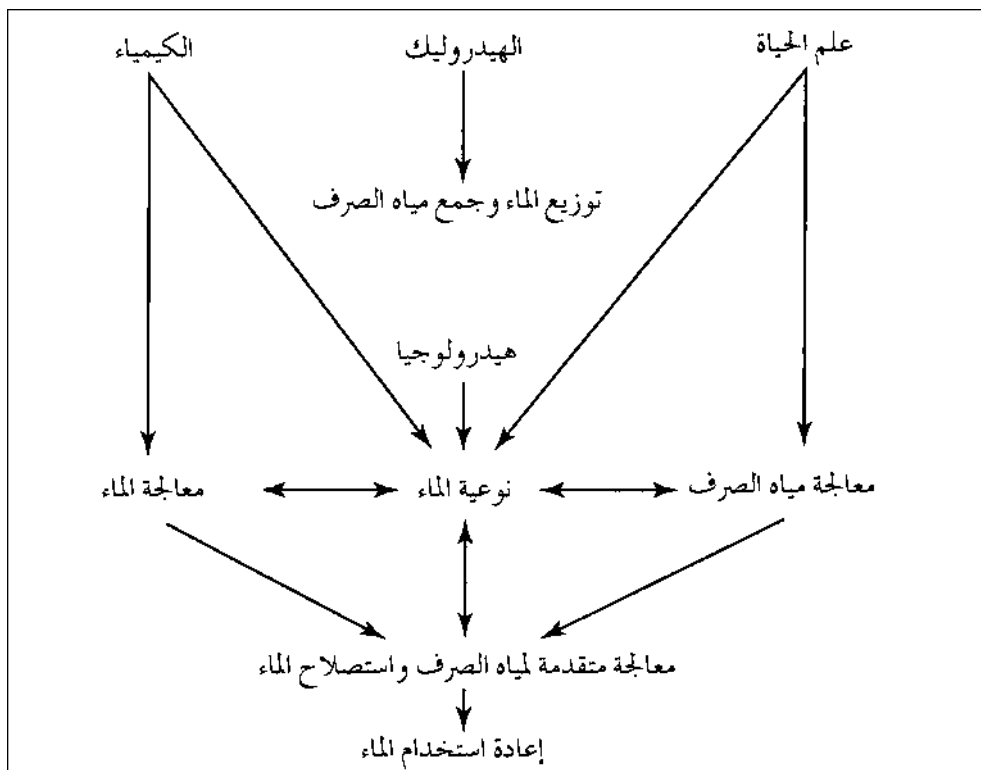 علم الحياة
الهيدروليك
الكيمياء
توزيع الماء وجمع مياه الصرف
هيدرولوجيا
معالجة مياه الصرف
نوعية الماء
معالجة الماء
معالجة متقدمة لمياه الصرف واستصلاح الماء
إعادة استخدام الماء